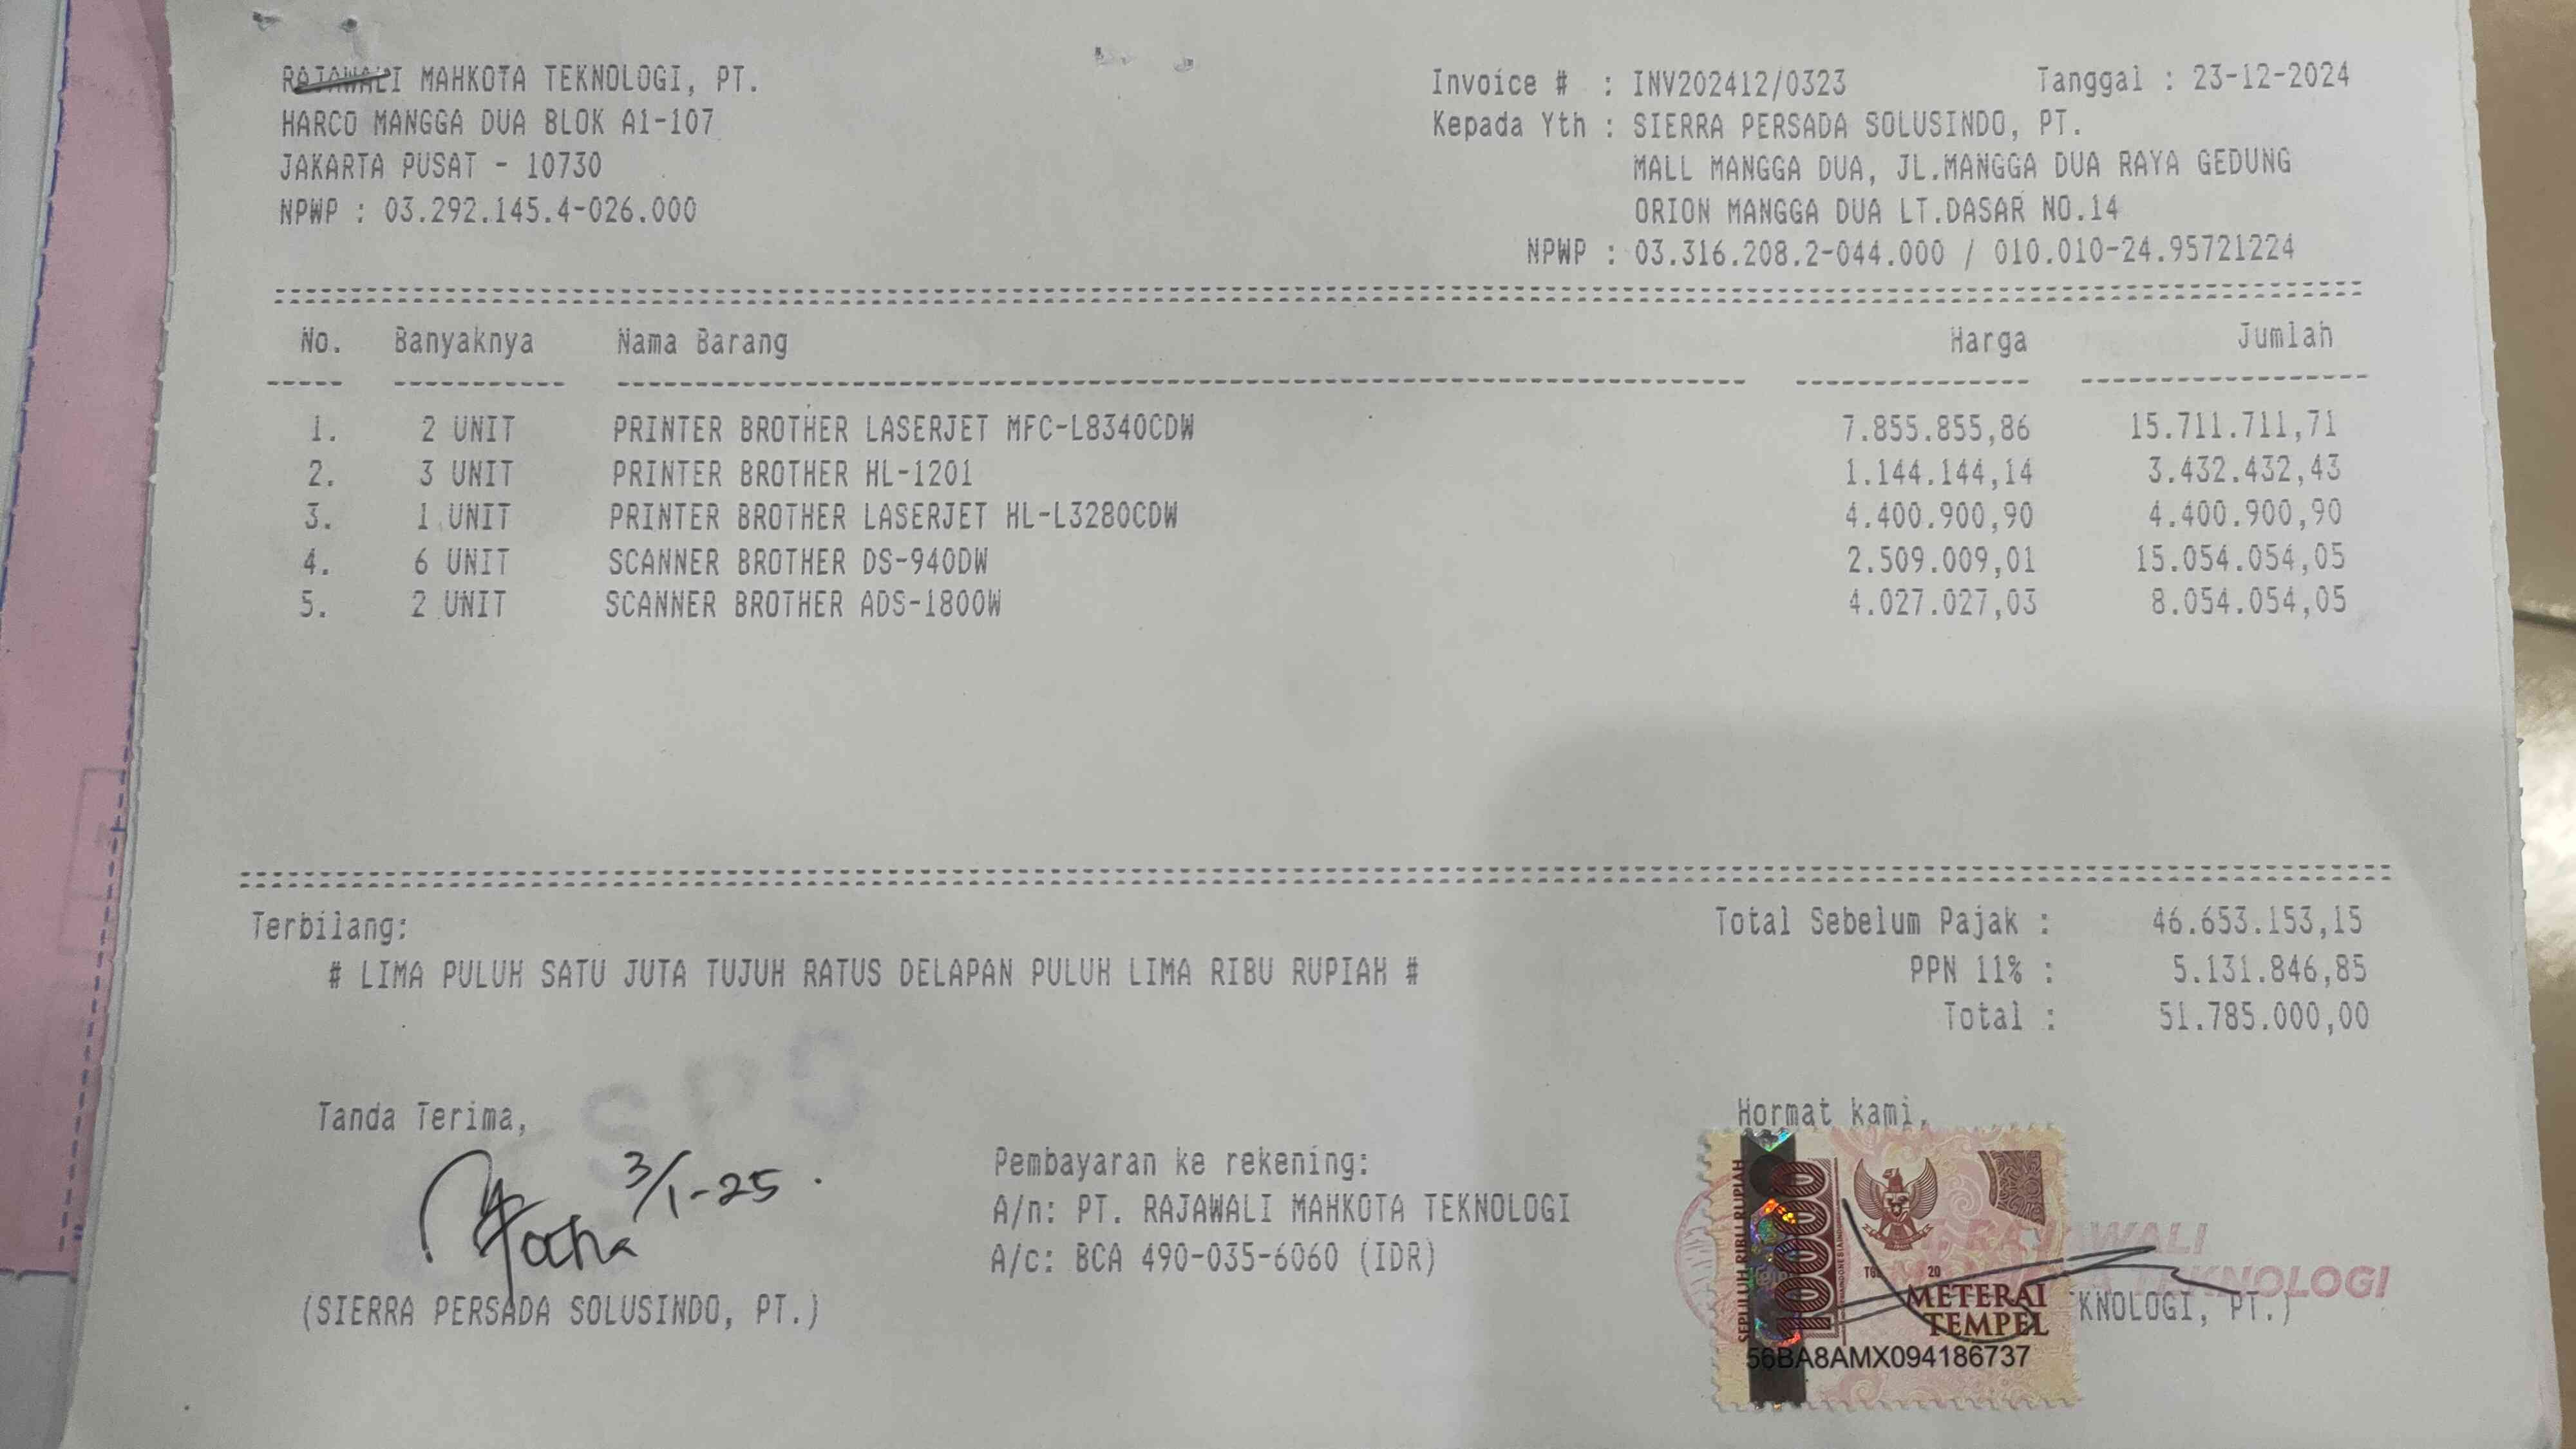 RAJAWALI MAHKOTA TEKNOLOGI, PT.
HARCO MANGGA DUA BLOK A1-107
JAKARTA PUSAT - 10730
NPWP : 03.292.145.4-026.000
Invoice # : INV202412/0323 Tanggal : 23-12-2024
Kepada Yth : SIERRA PERSADA SOLUSINDO, PT.
MALL MANGGA DUA, JL.MANGGA DUA RAYA GEDUNG
ORION MANGGA DUA LT.DASAR NO.14
NPWP : 03.316.208.2-044.000 / 010.010-24.95721224
No. Banyaknya Nama Barang Harga Jumlah
1. 2 UNIT PRINTER BROTHER LASERJET MFC-L8340CDW 7.855.855,86 15.711.711,71
2. 3 UNIT PRINTER BROTHER HL-1201 1.144.144,14 3.432.432,43
3. 1 UNIT PRINTER BROTHER LASERJET HL-L3280CDW 4.400.900,90 4.400.900,90
4. 6 UNIT SCANNER BROTHER DS-940DW 2.509.009,01 15.054.054,05
5. 2 UNIT SCANNER BROTHER ADS-1800W 4.027.027,03 8.054.054,05
Terbilang:
# LIMA PULUH SATU JUTA TUJUH RATUS DELAPAN PULUH LIMA RIBU RUPIAH #
Total Sebelum Pajak : 46.653.153,15
PPN 11% : 5.131.846,85
Total : 51.785.000,00
Tanda Terima,
3/1-25
(SIERRA PERSADA SOLUSINDO, PT.)
Pembayaran ke rekening:
A/n: PT. RAJAWALI MAHKOTA TEKNOLOGI
A/c: BCA 490-035-6060 (IDR)
Hormat kami,
SEPULUH RIBU RUPIAH
10000
RAJAWALI
TEKNOLOGI
TGL 20
METERAI
TEMPEL
KNOLOGI, PT.)
56BA8AMX094186737